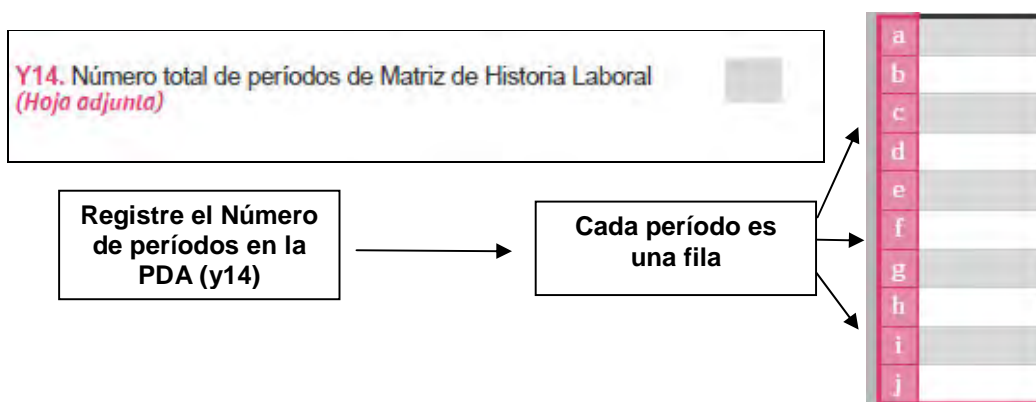 Y14. Número total de períodos de Matriz de Historia Laboral
(Hoja adjunta)
Registre el Número
de períodos en la
PDA (y14)
Cada período es
una fila
a
b
c
d
e
f
g
h
i
j